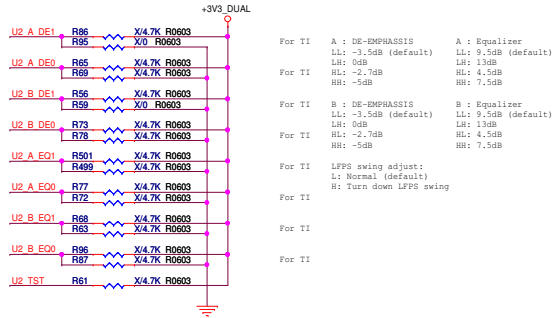 +3V3_DUAL
U2_A_DE1 R86 X/4.7K R0603
R95 X/0 R0603
U2_A_DE0 R65 X/4.7K R0603
R69 X/4.7K R0603
U2_B_DE1 R56 X/4.7K R0603
R59 X/0 R0603
U2_B_DE0 R73 X/4.7K R0603
R78 X/4.7K R0603
U2_A_EQ1 R501 X/4.7K R0603
R499 X/4.7K R0603
U2_A_EQ0 R77 X/4.7K R0603
R72 X/4.7K R0603
U2_B_EQ1 R68 X/4.7K R0603
R63 X/4.7K R0603
U2_B_EQ0 R96 X/4.7K R0603
R87 X/4.7K R0603
U2_TST R61 X/4.7K R0603
For TI A : DE-EMPHASSIS A : Equalizer
LL: -3.5dB (default) LL: 9.5dB (default)
LH: 0dB LH: 13dB
For TI HL: -2.7dB HL: 4.5dB
HH: -5dB HH: 7.5dB
For TI B : DE-EMPHASSIS B : Equalizer
LL: -3.5dB (default) LL: 9.5dB (default)
LH: 0dB LH: 13dB
For TI HL: -2.7dB HL: 4.5dB
HH: -5dB HH: 7.5dB
For TI LFPS swing adjust:
L: Normal (default)
H: Turn down LFPS swing
For TI
For TI
For TI